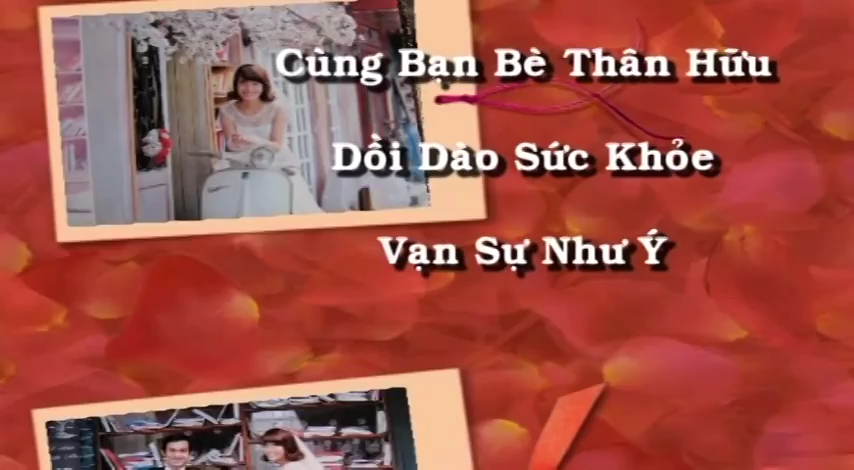 Cùng Bạn Bè Thân Hữu
Dồi Dào Sức Khỏe
Vạn Sự Như Ý